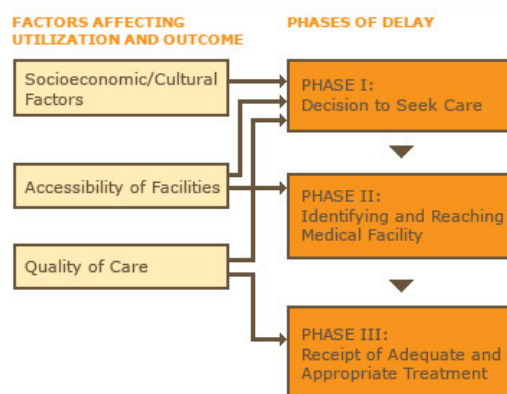 FACTORS AFFECTING
UTILIZATION AND OUTCOME
Socioeconomic/Cultural
Factors
Accessibility of Facilities
Quality of Care
PHASES OF DELAY
PHASE I:
Decision to Seek Care
PHASE II:
Identifying and Reaching
Medical Facility
PHASE III:
Receipt of Adequate and
Appropriate Treatment